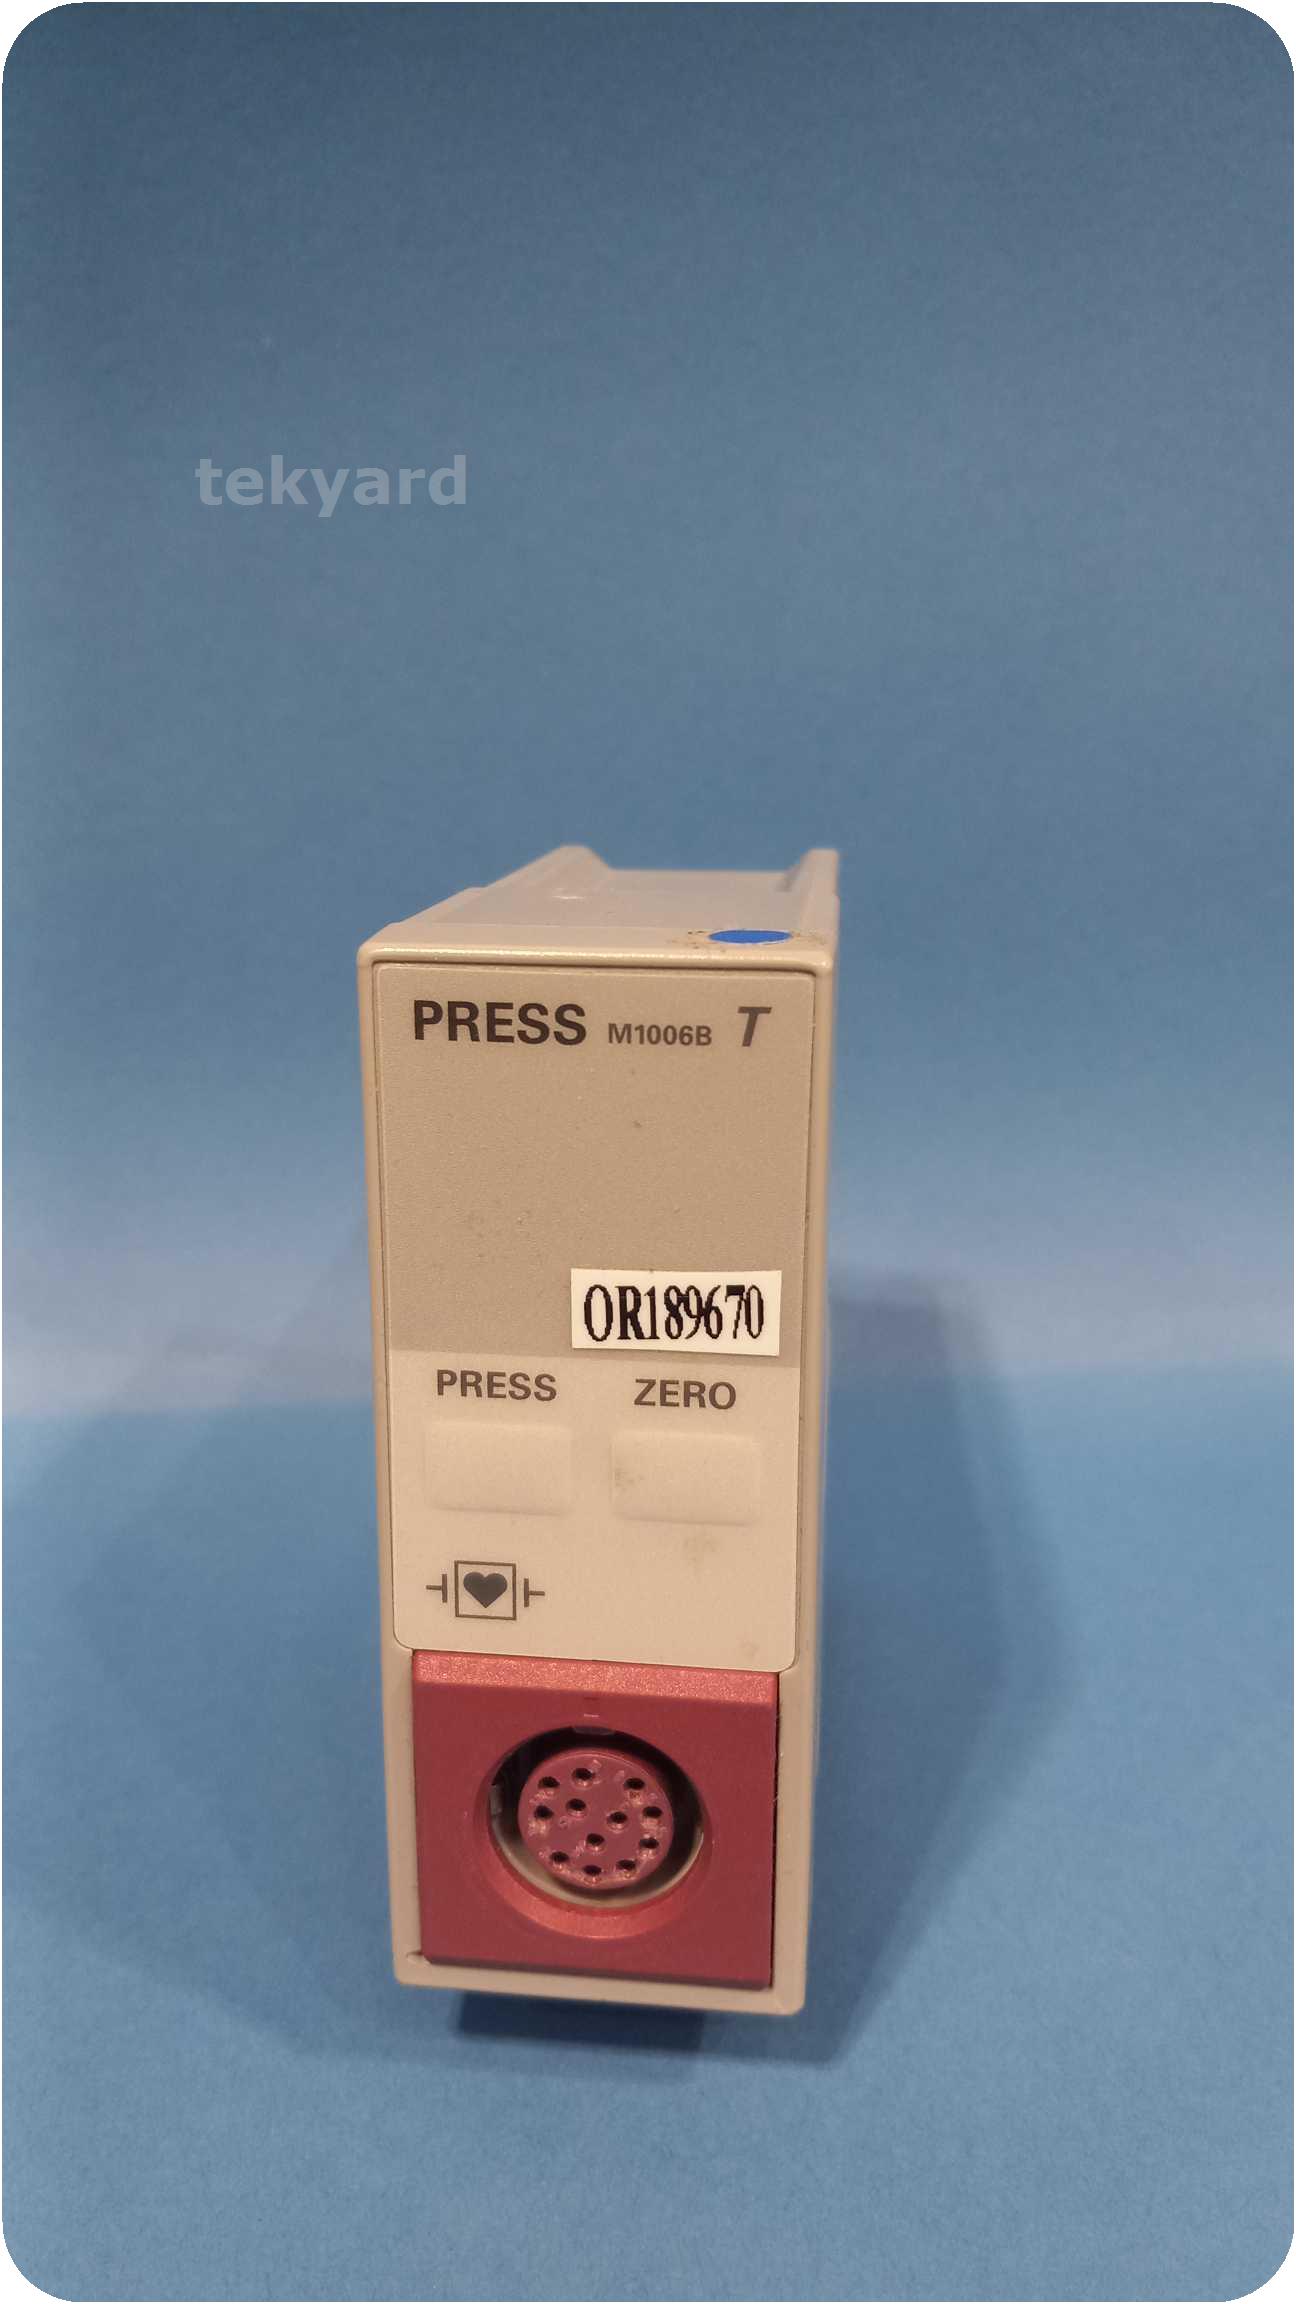 tekyard
PRESS M1006B T
OR189670
PRESS ZERO